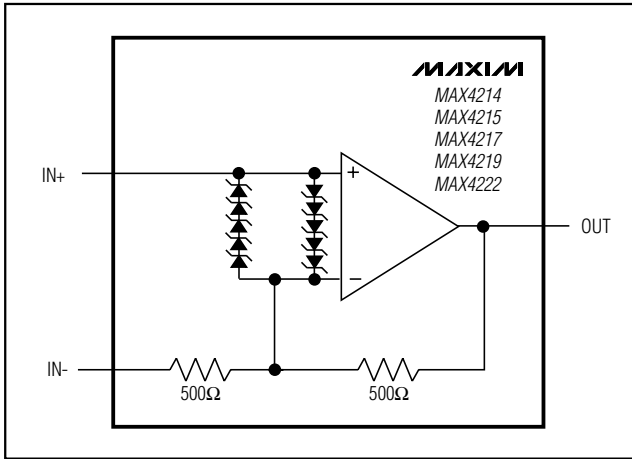 MAXIM
MAX4214
MAX4215
MAX4217
MAX4219
MAX4222
IN+
+
OUT
−
IN-
500Ω
500Ω